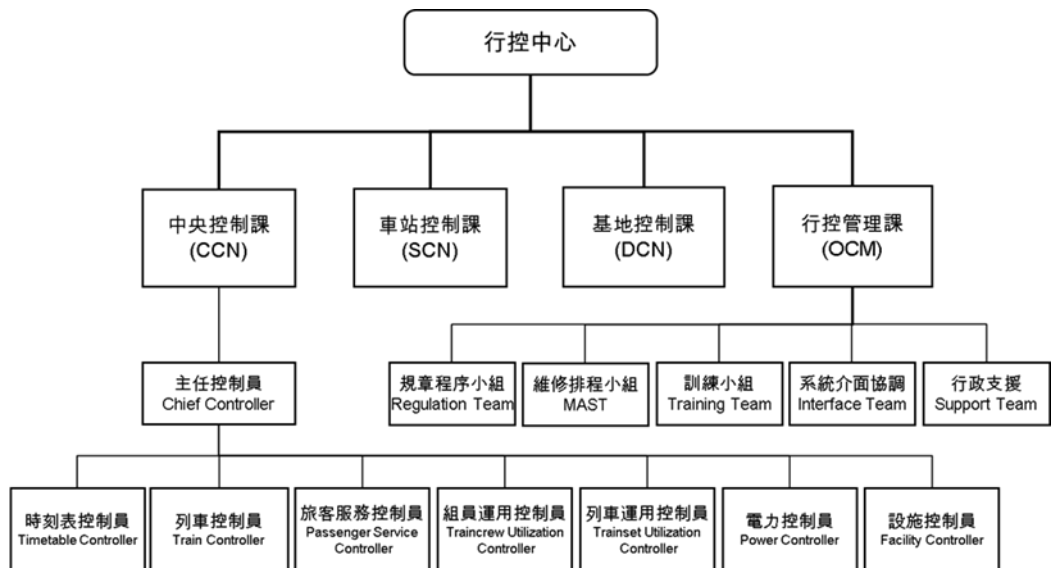 行控中心
中央控制課
(CCN)
車站控制課
(SCN)
基地控制課
(DCN)
行控管理課
(OCM)
主任控制員
Chief Controller
規章程序小組
Regulation Team
維修排程小組
MAST
訓練小組
Training Team
系統介面協調
Interface Team
行政支援
Support Team
時刻表控制員
Timetable Controller
列車控制員
Train Controller
旅客服務控制員
Passenger Service
Controller
組員運用控制員
Traincrew Utilization
Controller
列車運用控制員
Trainset Utilization
Controller
電力控制員
Power Controller
設施控制員
Facility Controller